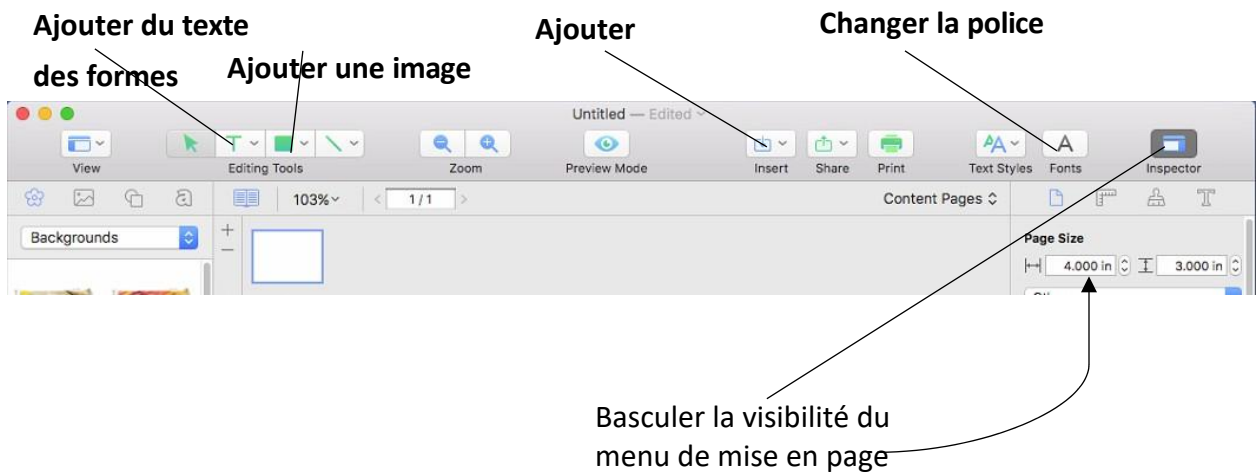 Ajouter du texte
Ajouter
Changer la police
des formes
Ajouter une image
Untitled — Edited
View
Editing Tools
Zoom
Preview Mode
Insert
Share
Print
Text Styles
Fonts
Inspector
103%
1/1
Content Pages
Backgrounds
Page Size
4.000 in
3.000 in
Basculer la visibilité du
menu de mise en page